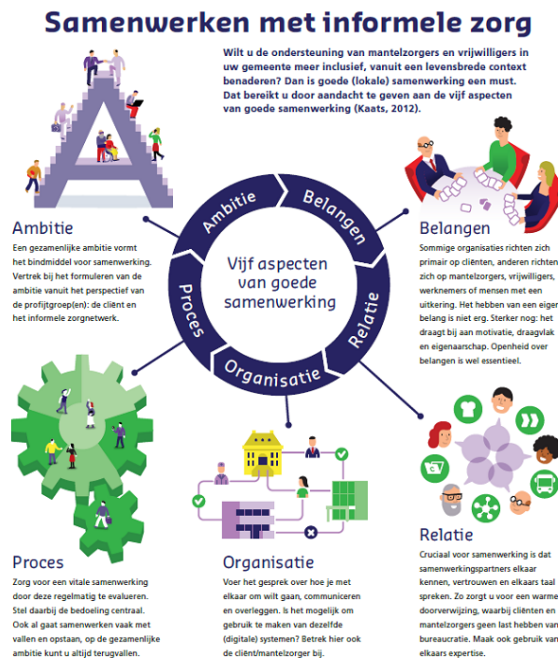 Samenwerken met informele zorg
Wilt u de ondersteuning van mantelzorgers en vrijwilligers in
uw gemeente meer inclusief, vanuit een levensbrede context
benaderen? Dan is goede (lokale) samenwerking een must.
Dat bereikt u door aandacht te geven aan de vijf aspecten
van goede samenwerking (Kaats, 2012).
Ambitie
Een gezamenlijke ambitie vormt
het bindmiddel voor samenwerking.
Vertrek bij het formuleren van de
ambitie vanuit het perspectief van
de profijtgroep(en): de cliënt en
het informele zorgnetwerk.
Ambitie
Belangen
Relatie
Organisatie
Proces
Vijf aspecten
van goede
samenwerking
Belangen
Sommige organisaties richten zich
primair op cliënten, anderen richten
zich op mantelzorgers, vrijwilligers,
werknemers of mensen met een
uitkering. Het hebben van een eigen
belang is niet erg. Sterker nog: het
draagt bij aan motivatie, draagvlak
en eigenaarschap. Openheid over
belangen is wel essentieel.
Proces
Zorg voor een vitale samenwerking
door deze regelmatig te evalueren.
Stel daarbij de bedoeling centraal.
Ook al gaat samenwerken vaak met
vallen en opstaan, op de gezamenlijke
ambitie kunt u altijd terugvallen.
Organisatie
Voer het gesprek over hoe je met
elkaar om wilt gaan, communiceren
en overleggen. Is het mogelijk om
gebruik te maken van dezelfde
(digitale) systemen? Betrek hier ook
de cliënt/mantelzorger bij.
Relatie
Cruciaal voor samenwerking is dat
samenwerkingspartners elkaar
kennen, vertrouwen en elkaars taal
spreken. Zo zorgt u voor een warme
doorverwijzing, waarbij cliënten en
mantelzorgers geen last hebben van
bureaucratie. Maak ook gebruik van
elkaars expertise.